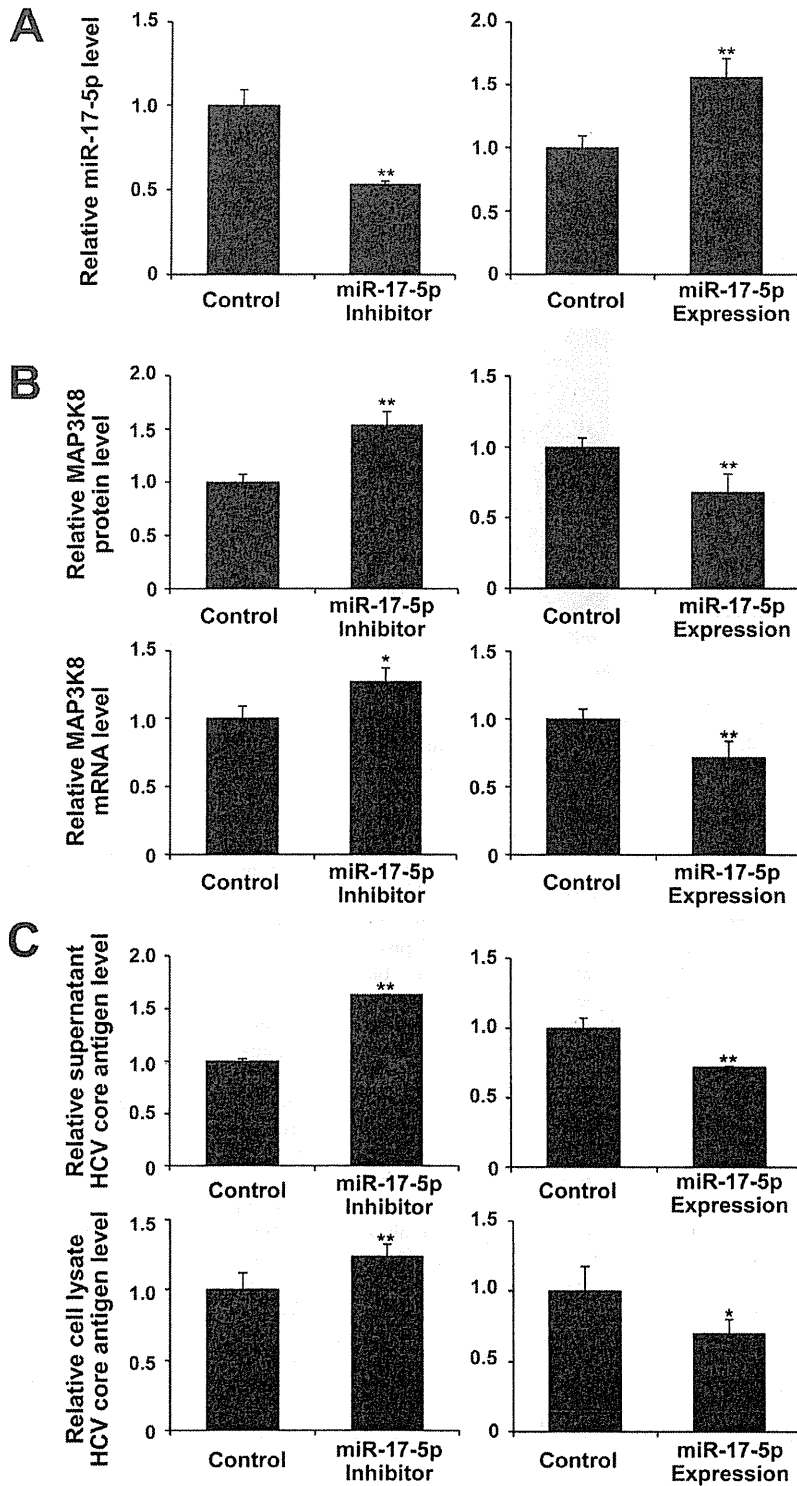 A
Relative miR-17-5p level
1.5
1.0
0.5
0
**
Control
miR-17-5p
Inhibitor
2.0
1.5
1.0
0.5
0
**
Control
miR-17-5p
Expression
B
Relative MAP3K8
protein level
2.0
1.5
1.0
0.5
0
**
Control
miR-17-5p
Inhibitor
1.5
1.0
0.5
0
**
Control
miR-17-5p
Expression
Relative MAP3K8
mRNA level
1.5
1.0
0.5
0
*
Control
miR-17-5p
Inhibitor
1.5
1.0
0.5
0
**
Control
miR-17-5p
Expression
C
Relative supernatant
HCV core antigen level
2.0
1.5
1.0
0.5
0
**
Control
miR-17-5p
Inhibitor
1.5
1.0
0.5
0
**
Control
miR-17-5p
Expression
Relative cell lysate
HCV core antigen level
1.5
1.0
0.5
0
**
Control
miR-17-5p
Inhibitor
1.5
1.0
0.5
0
*
Control
miR-17-5p
Expression